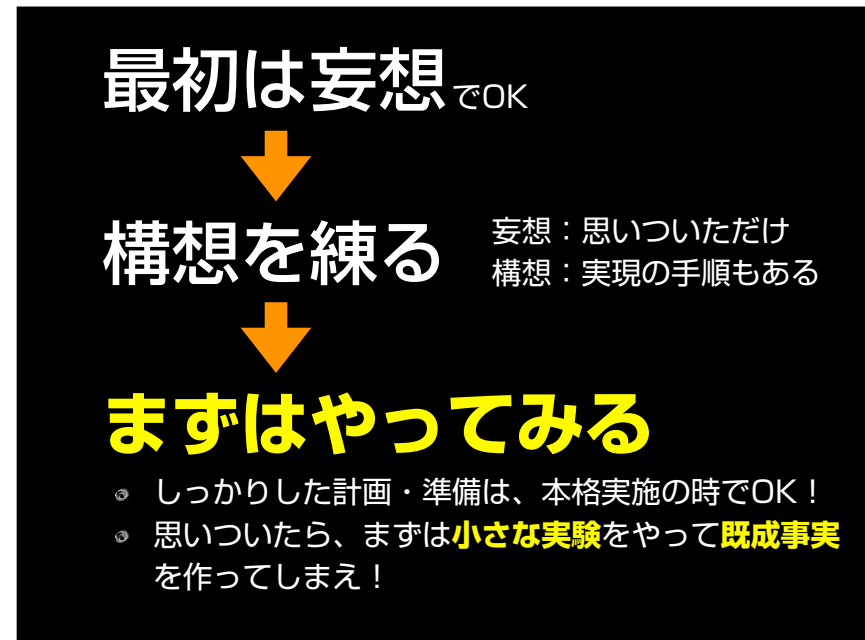 最初は妄想でOK
構想を練る
妄想：思いついただけ
構想：実現の手順もある
まずはやってみる
しっかりした計画・準備は、本格実施の時でOK！
思いついたら、まずは小さな実験をやって既成事実
を作ってしまえ！